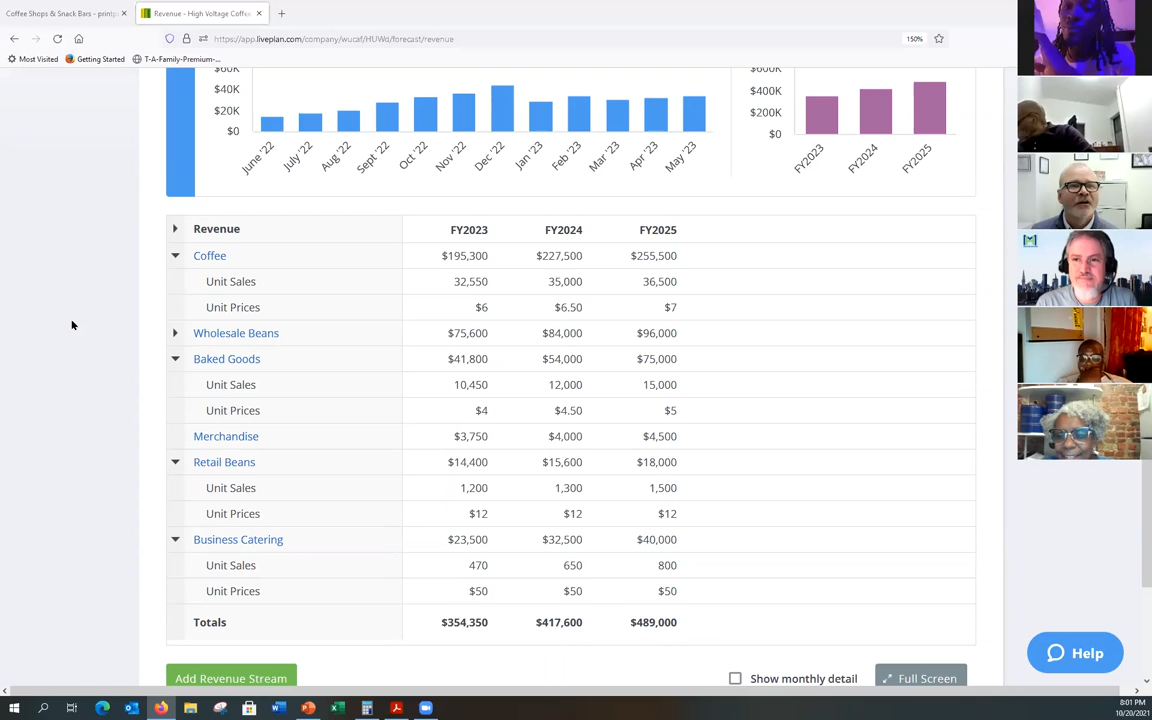 Coffee Shops & Snack Bars - printp
Revenue - High Voltage Coffee
https://app.liveplan.com/company/wucaf/HUWd/forecast/revenue
150%
Most Visited
Getting Started
T-A-Family-Premium-...
$60K
$40K
$20K
$0
June '22
July '22
Aug '22
Sept '22
Oct '22
Nov '22
Dec '22
Jan '23
Feb '23
Mar '23
Apr '23
May '23
$600K
$400K
$200K
$0
FY2023
FY2024
FY2025
Revenue FY2023 FY2024 FY2025
Coffee $195,300 $227,500 $255,500
Unit Sales 32,550 35,000 36,500
Unit Prices $6 $6.50 $7
Wholesale Beans $75,600 $84,000 $96,000
Baked Goods $41,800 $54,000 $75,000
Unit Sales 10,450 12,000 15,000
Unit Prices $4 $4.50 $5
Merchandise $3,750 $4,000 $4,500
Retail Beans $14,400 $15,600 $18,000
Unit Sales 1,200 1,300 1,500
Unit Prices $12 $12 $12
Business Catering $23,500 $32,500 $40,000
Unit Sales 470 650 800
Unit Prices $50 $50 $50
Totals $354,350 $417,600 $489,000
Add Revenue Stream
Show monthly detail
Full Screen
Help
8:01 PM
10/20/2021